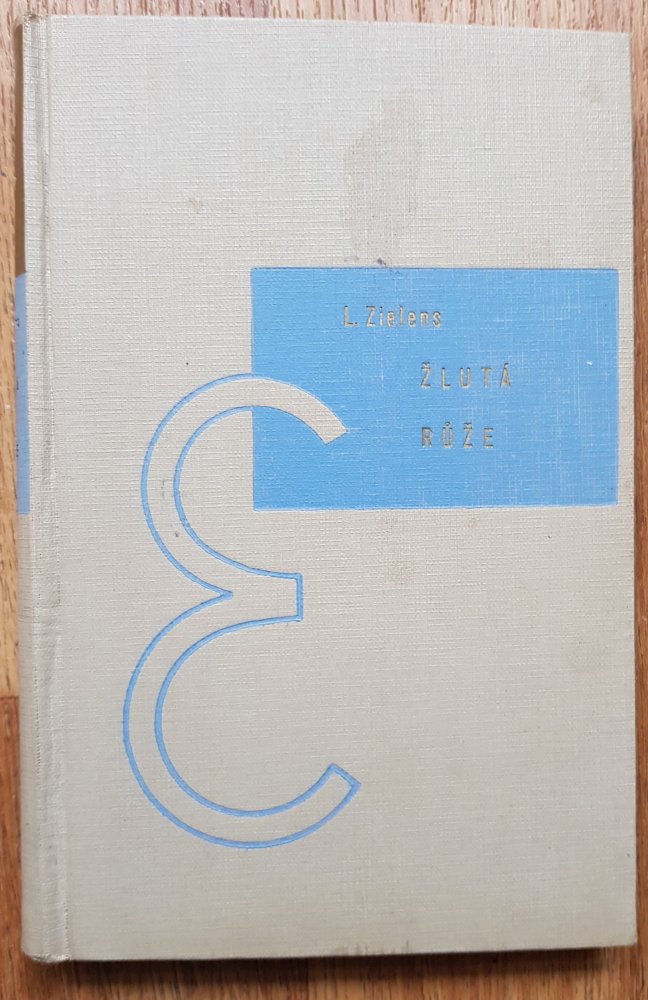 L. Zielens
ŽLUTÁ
RŮŽE
Ɛ